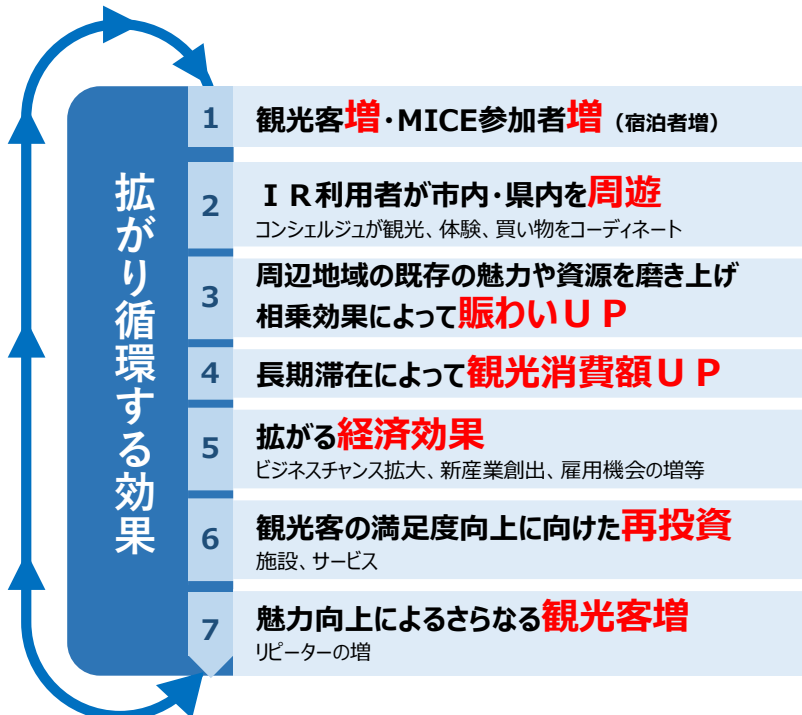 拡がり循環する効果
1
観光客増・MICE参加者増（宿泊者増）
2
ＩＲ利用者が市内・県内を周遊
コンシェルジュが観光、体験、買い物をコーディネート
3
周辺地域の既存の魅力や資源を磨き上げ
相乗効果によって賑わいＵＰ
4
長期滞在によって観光消費額ＵＰ
5
拡がる経済効果
ビジネスチャンス拡大、新産業創出、雇用機会の増等
6
観光客の満足度向上に向けた再投資
施設、サービス
7
魅力向上によるさらなる観光客増
リピーターの増